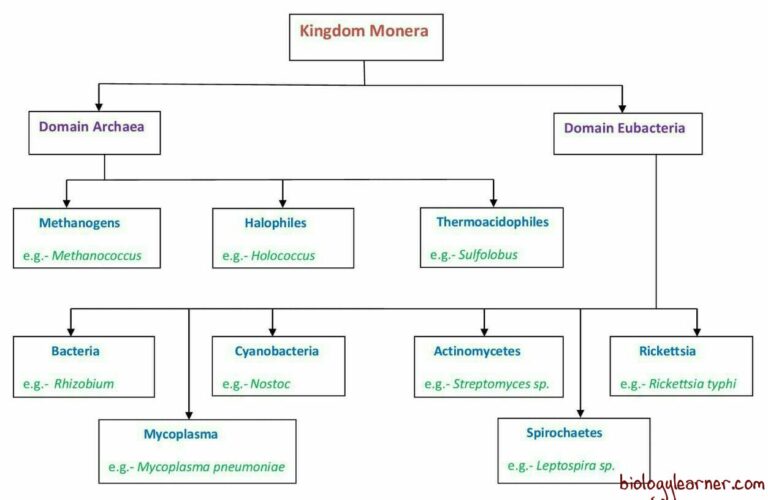 Kingdom Monera
Domain Archaea
Domain Eubacteria
Methanogens
e.g.- Methanococcus
Halophiles
e.g.- Holococcus
Thermoacidophiles
e.g.- Sulfolobus
Bacteria
e.g.- Rhizobium
Cyanobacteria
e.g.- Nostoc
Actinomycetes
e.g.- Streptomyces sp.
Rickettsia
e.g.- Rickettsia typhi
Mycoplasma
e.g.- Mycoplasma pneumoniae
Spirochaetes
e.g.- Leptospira sp.
biologylearner.com